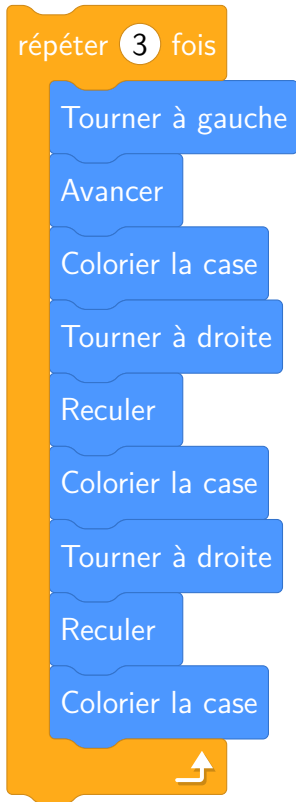 répéter 3 fois
Tourner à gauche
Avancer
Colorier la case
Tourner à droite
Reculer
Colorier la case
Tourner à droite
Reculer
Colorier la case